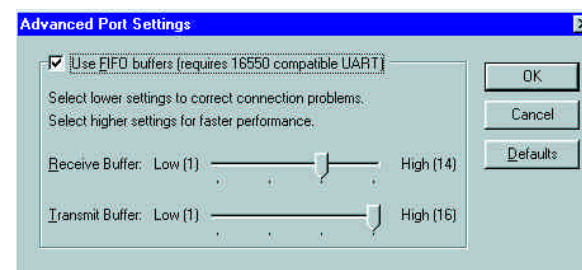 Advanced Port Settings
Use FIFO buffers (requires 16550 compatible UART)
OK
Select lower settings to correct connection problems.
Select higher settings for faster performance.
Cancel
Defaults
Receive Buffer: Low (1) High (14)
Transmit Buffer: Low (1) High (16)